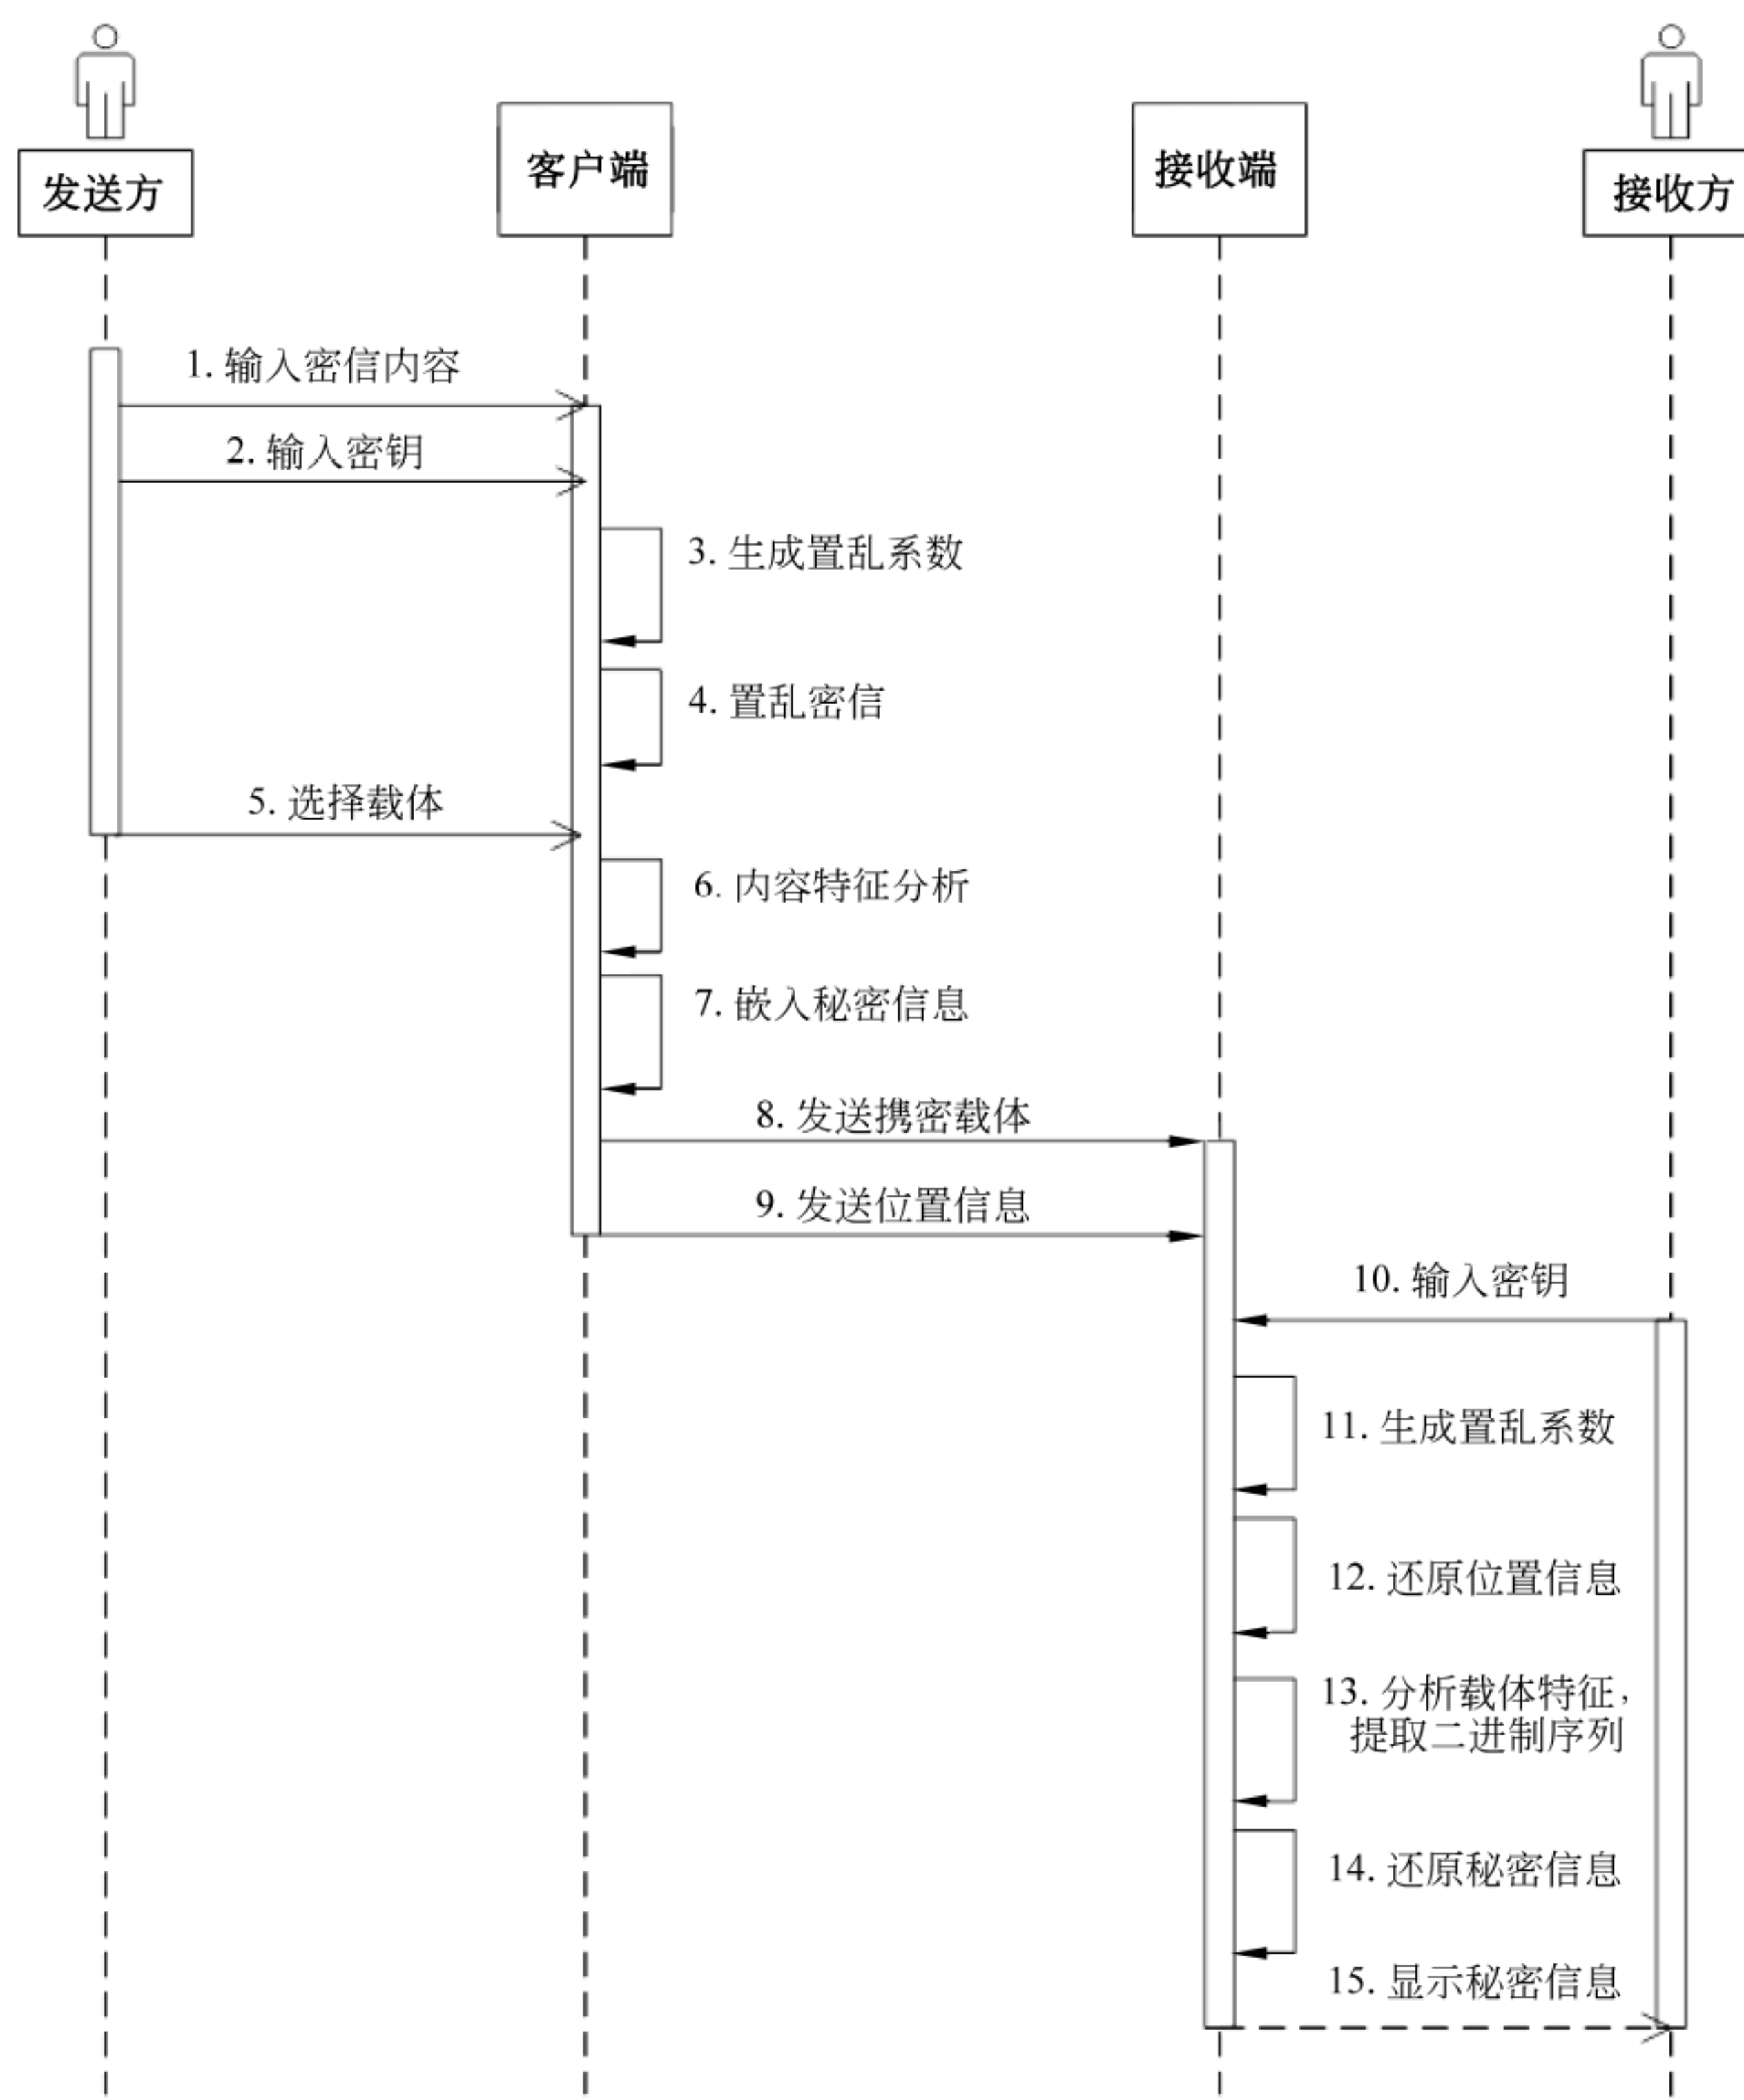 发送方
客户端
接收端
接收方
1. 输入密信内容
2. 输入密钥
3. 生成置乱系数
4. 置乱密信
5. 选择载体
6. 内容特征分析
7. 嵌入秘密信息
8. 发送携密载体
9. 发送位置信息
10. 输入密钥
11. 生成置乱系数
12. 还原位置信息
13. 分析载体特征,
提取二进制序列
14. 还原秘密信息
15. 显示秘密信息